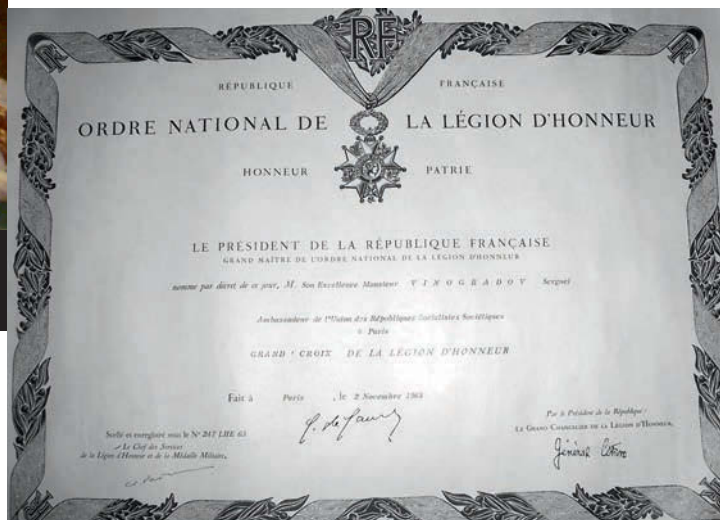 RF
RÉPUBLIQUE FRANÇAISE
ORDRE NATIONAL DE LA LÉGION D'HONNEUR
HONNEUR PATRIE
LE PRÉSIDENT DE LA RÉPUBLIQUE FRANÇAISE
GRAND MAÎTRE DE L'ORDRE NATIONAL DE LA LÉGION D'HONNEUR
nomme par décret de ce jour, M. Son Excellence Monsieur VINOGRADOV Serguei
Ambassadeur de l'Union des Républiques Socialistes Soviétiques
à Paris
GRAND'CROIX DE LA LÉGION D'HONNEUR
Fait à Paris, le 2 Novembre
Scellé et enregistré sous le N° 247 LHE 63
Le Chef des Services
de la Légion d'Honneur et de la Médaille Militaire,
Par le Président de la République :
LE GRAND CHANCELIER DE LA LÉGION D'HONNEUR,
Général